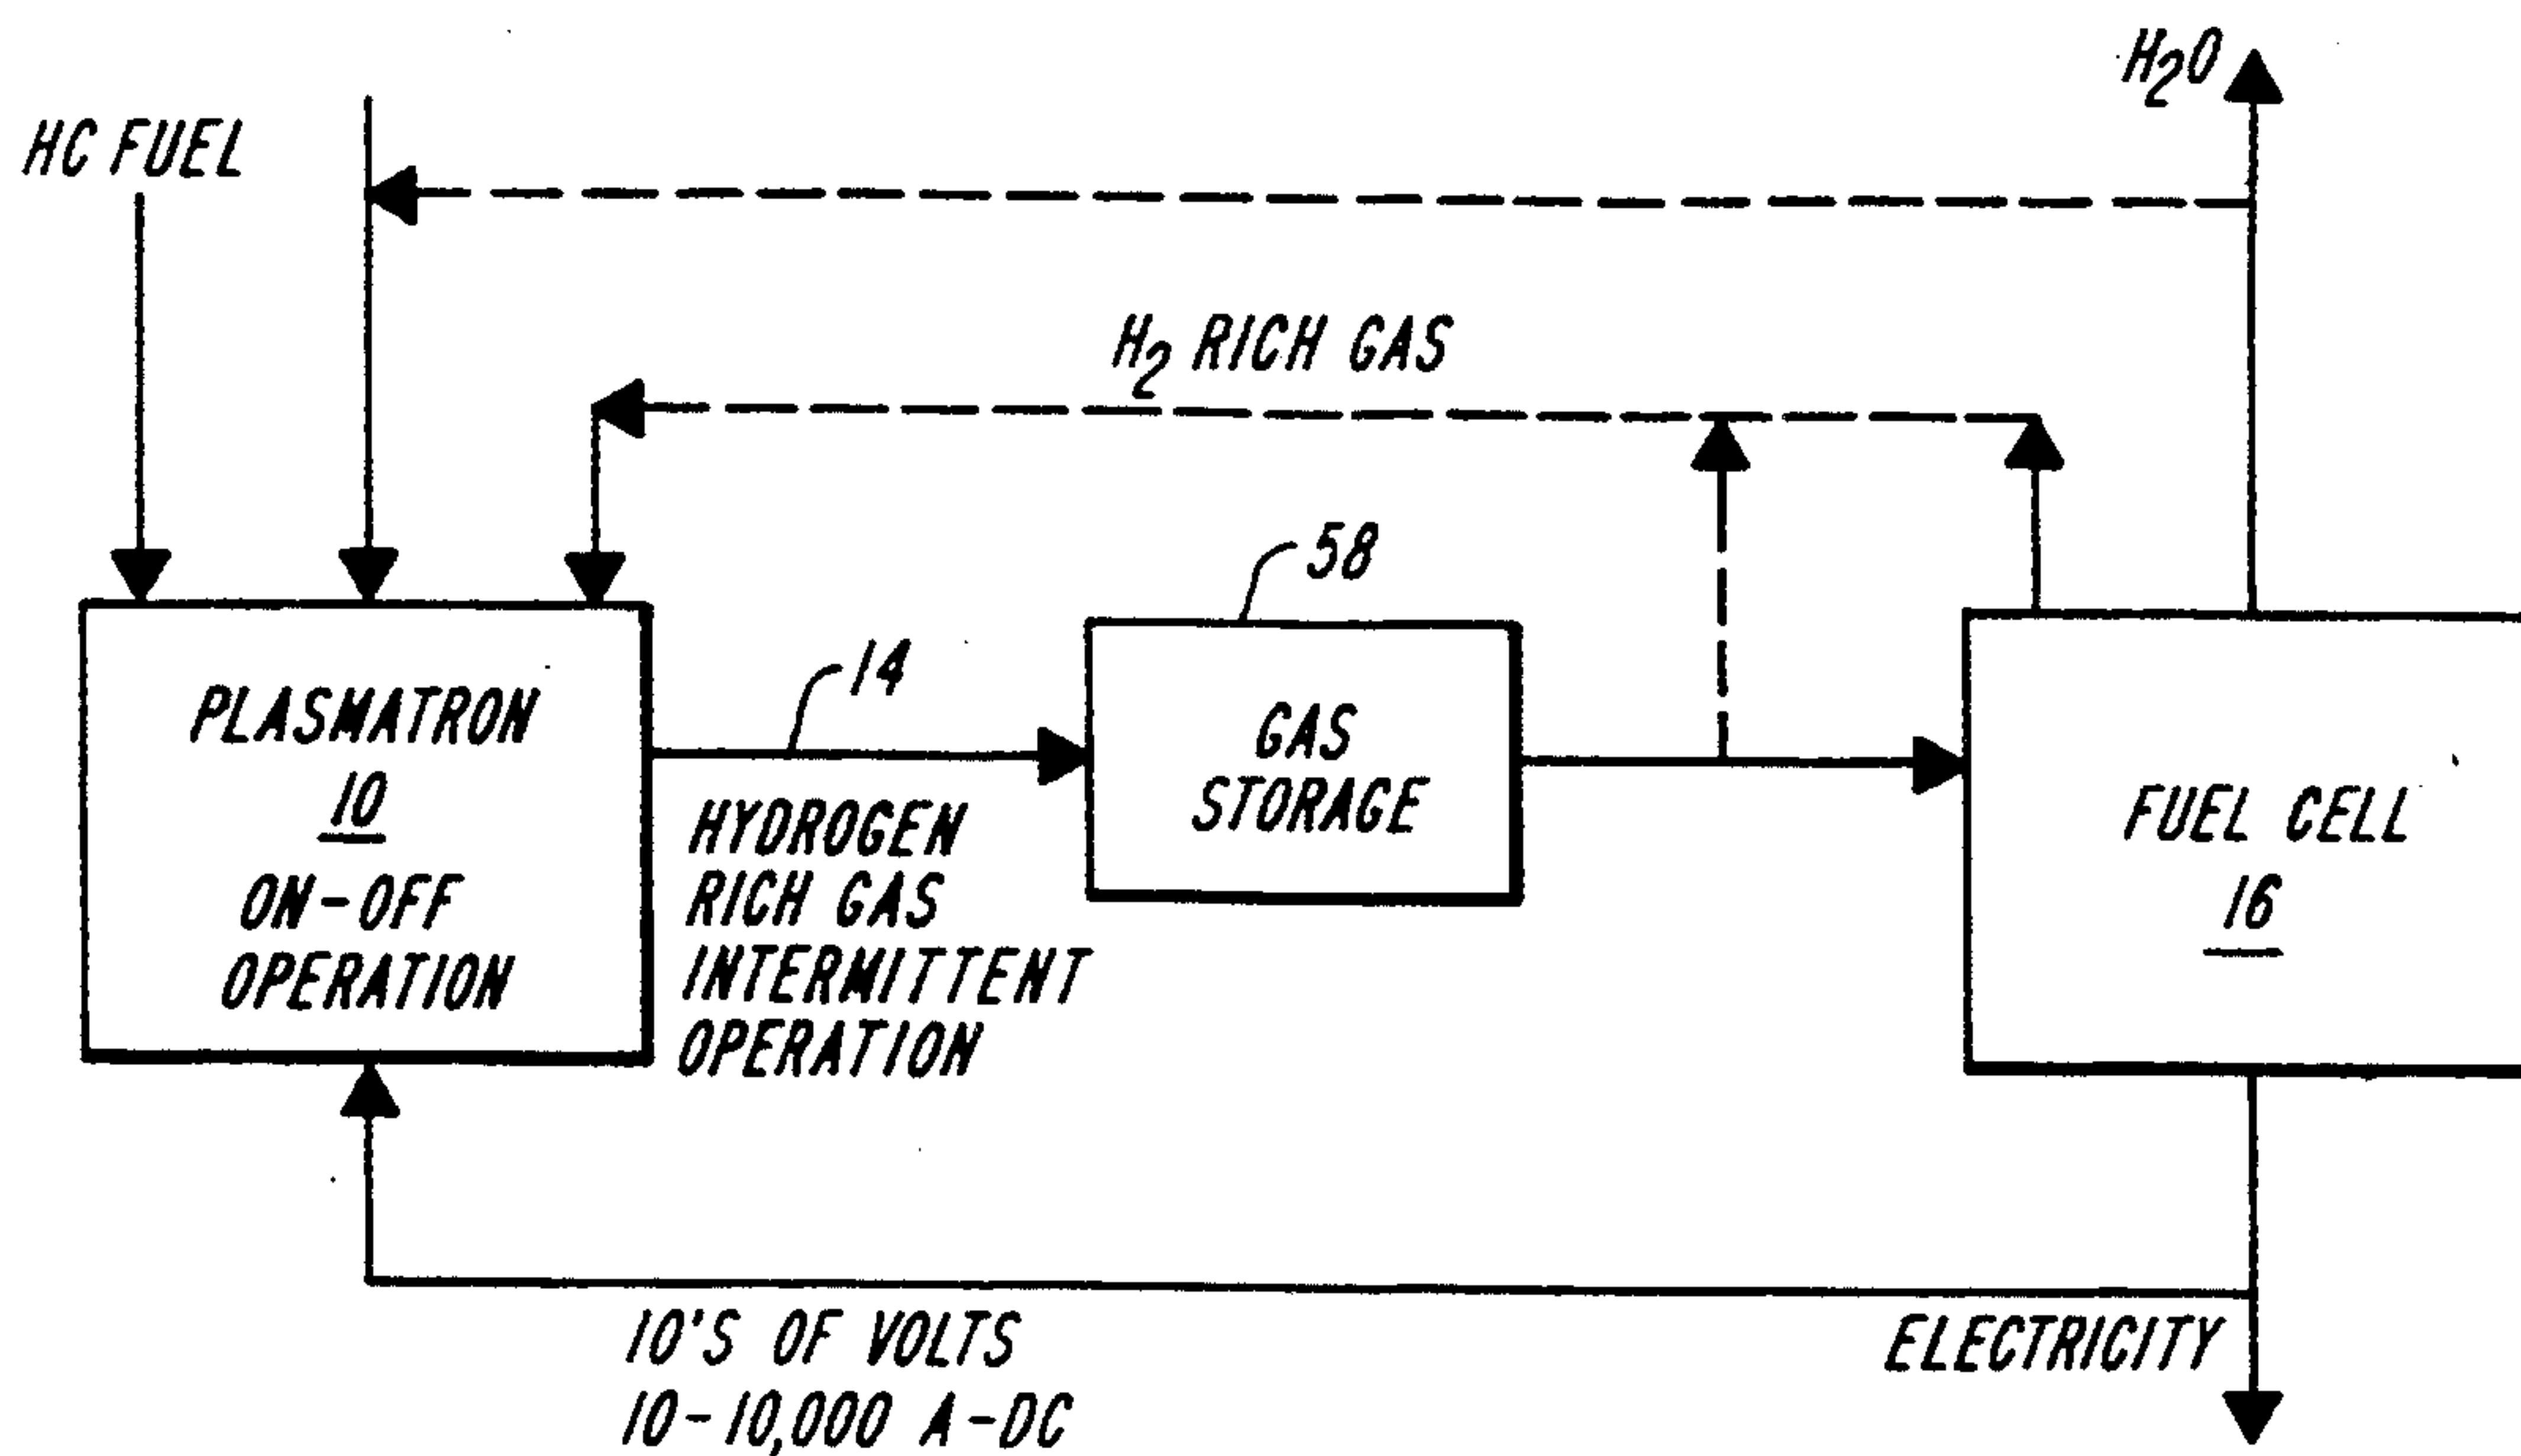 H2O
HC FUEL
H2 RICH GAS
58
14
PLASMATRON
10
ON-OFF
OPERATION
HYDROGEN
RICH GAS
INTERMITTENT
OPERATION
GAS
STORAGE
FUEL CELL
16
10'S OF VOLTS
10-10,000 A-DC
ELECTRICITY